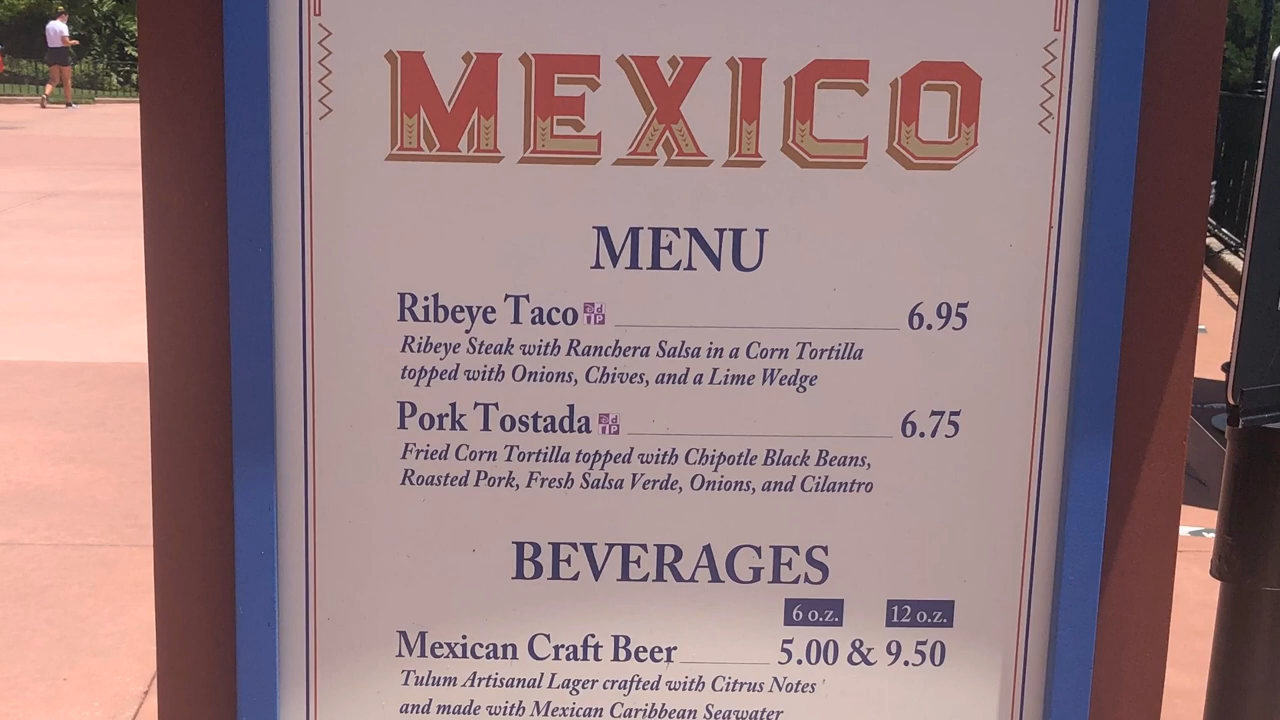 MEXICO
MENU
Ribeye Taco 6.95
Ribeye Steak with Ranchera Salsa in a Corn Tortilla
topped with Onions, Chives, and a Lime Wedge
Pork Tostada 6.75
Fried Corn Tortilla topped with Chipotle Black Beans,
Roasted Pork, Fresh Salsa Verde, Onions, and Cilantro
BEVERAGES
6 o.z. 12 o.z.
Mexican Craft Beer 5.00 & 9.50
Tulum Artisanal Lager crafted with Citrus Notes
and made with Mexican Caribbean Seawater